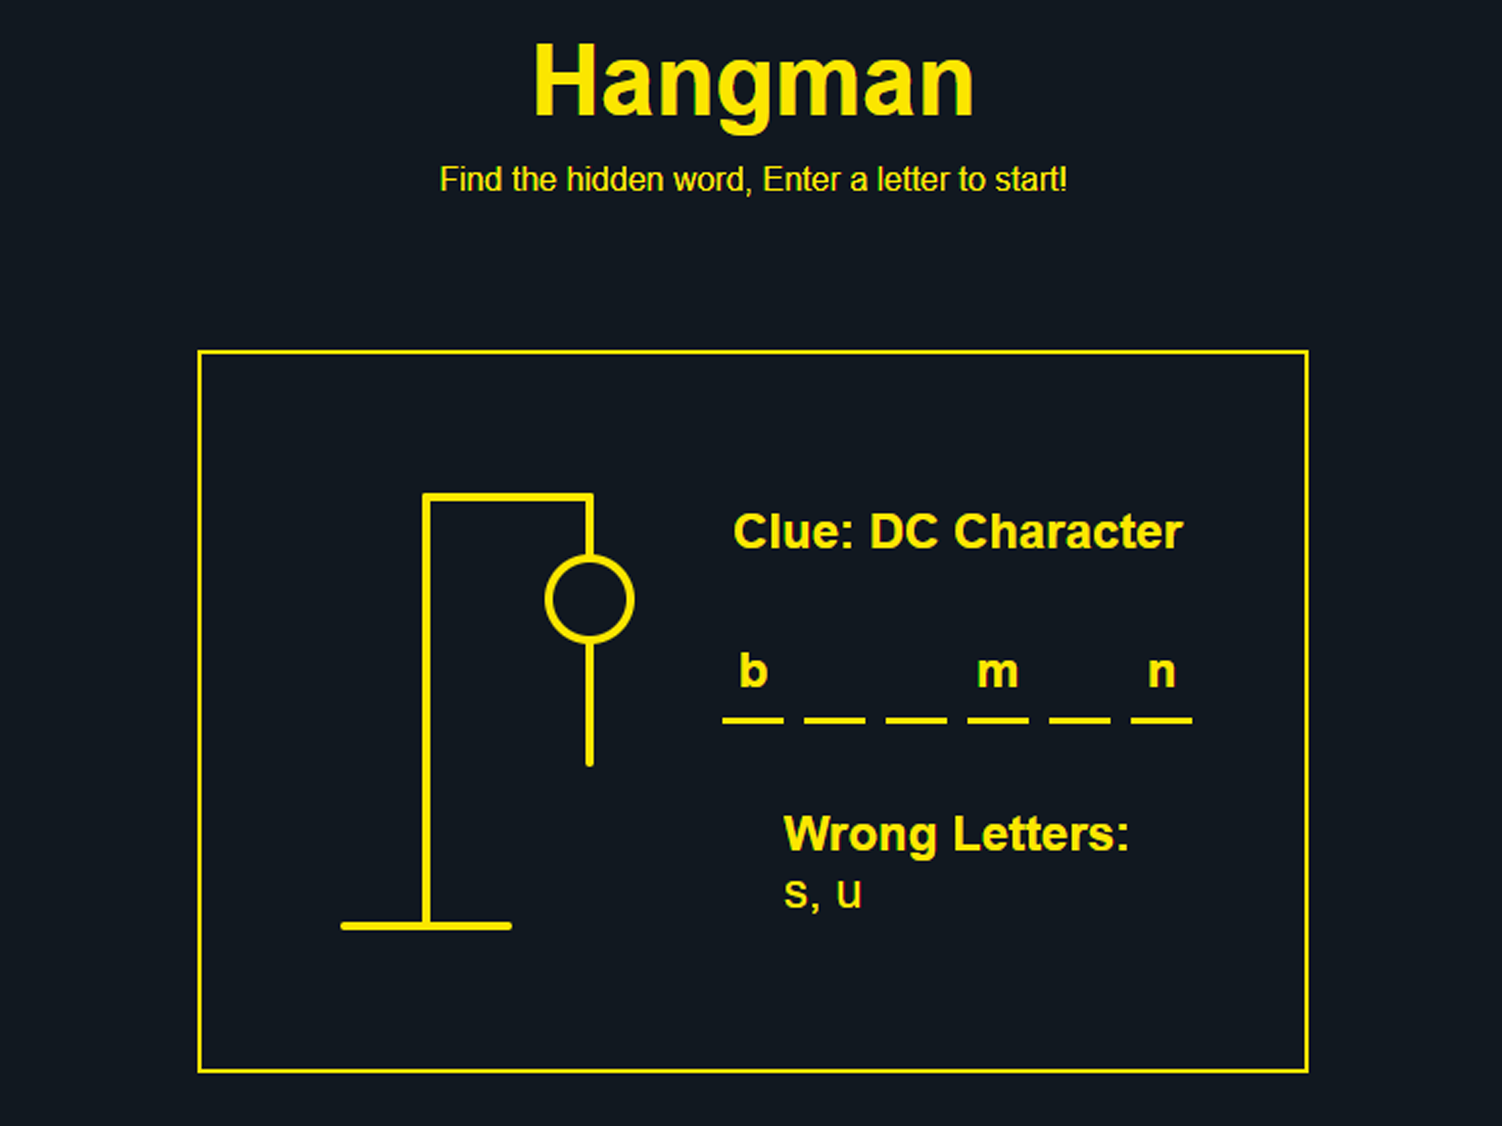 Hangman
Find the hidden word, Enter a letter to start!
Clue: DC Character
b _ _ m _ n
Wrong Letters:
s, u